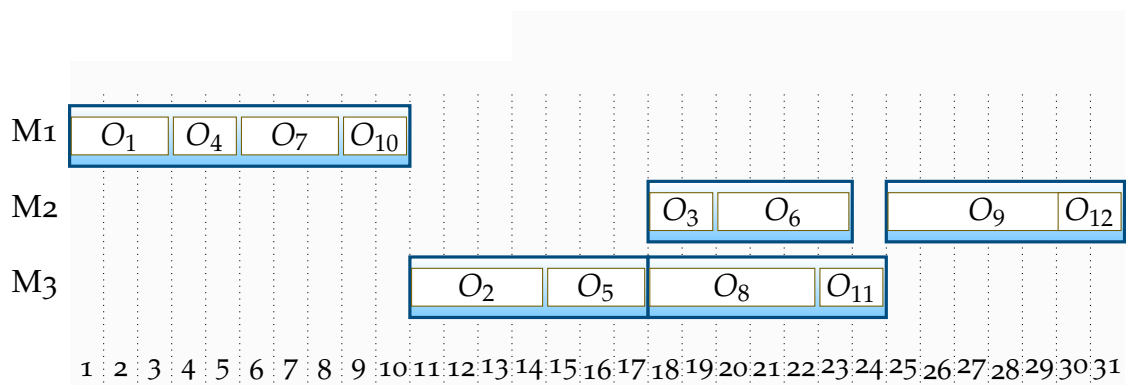 M1 O₁ O₄ O₇ O₁₀
M2 O₃ O₆ O₉ O₁₂
M3 O₂ O₅ O₈ O₁₁
1 2 3 4 5 6 7 8 9 10 11 12 13 14 15 16 17 18 19 20 21 22 23 24 25 26 27 28 29 30 31